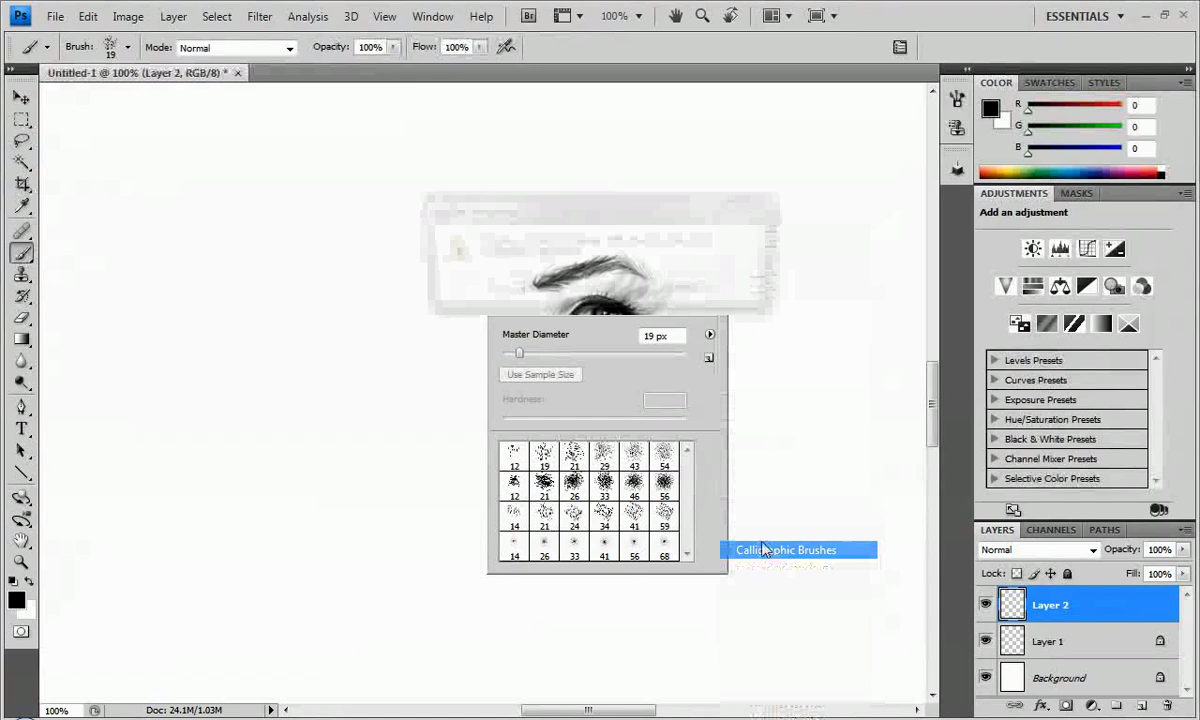 Ps File Edit Image Layer Select Filter Analysis 3D View Window Help Br 100% ESSENTIALS
Brush: 19 Mode: Normal Opacity: 100% Flow: 100%
Untitled-1 @ 100% (Layer 2, RGB/8) *
COLOR SWATCHES STYLES
R 0
G 0
B 0
ADJUSTMENTS MASKS
Add an adjustment
Levels Presets
Curves Presets
Exposure Presets
Hue/Saturation Presets
Black & White Presets
Channel Mixer Presets
Selective Color Presets
Master Diameter 19 px
Use Sample Size
Hardness:
12 19 21 29 43 54
12 21 26 33 46 56
14 21 24 34 41 59
14 26 33 41 56 68
Calligraphic Brushes
LAYERS CHANNELS PATHS
Normal Opacity: 100%
Lock: Fill: 100%
Layer 2
Layer 1
Background
fx
100% Doc: 24.1M/1.03M